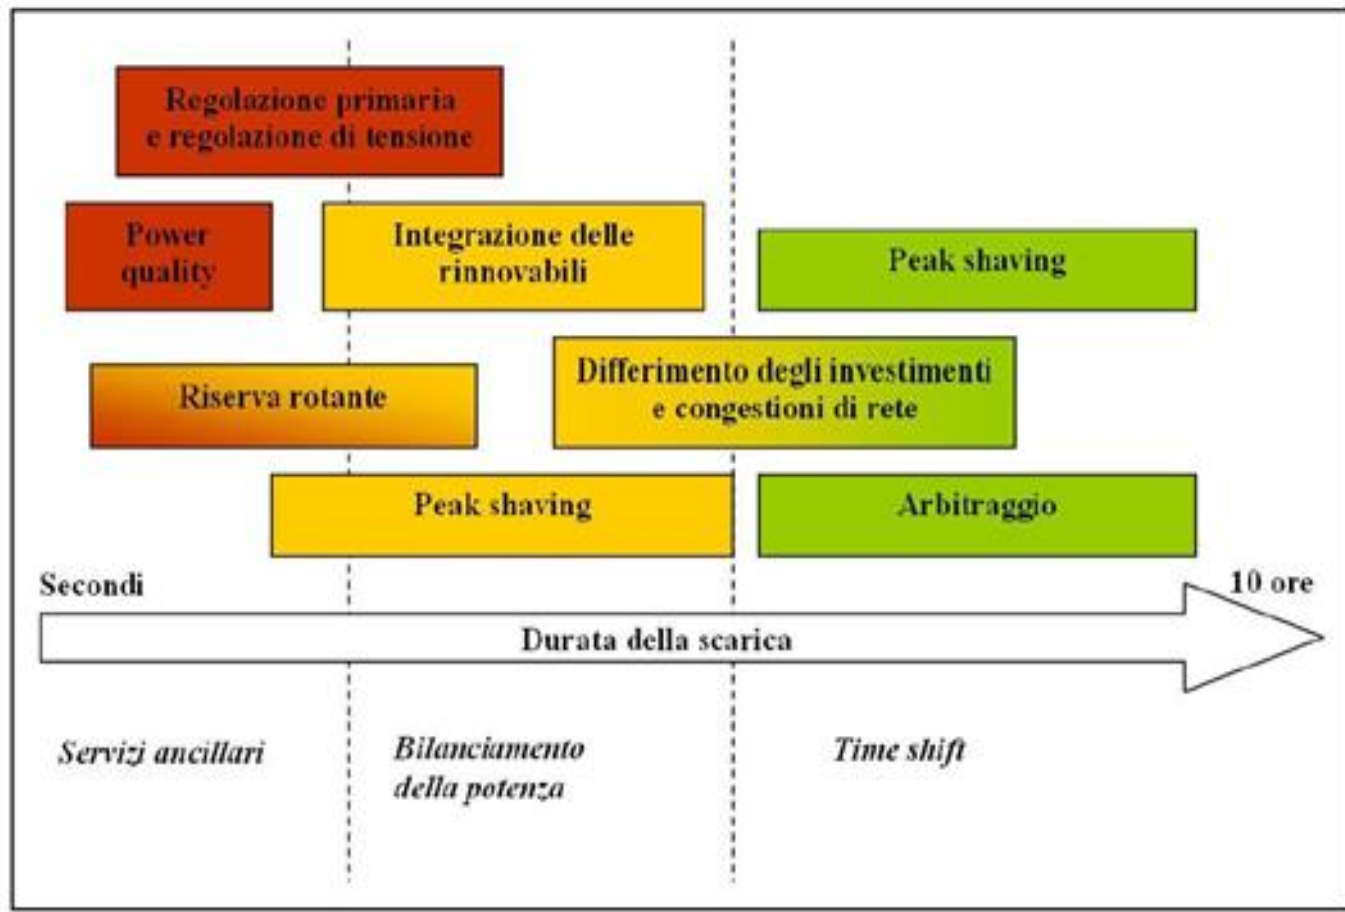 Regolazione primaria
e regolazione di tensione
Power
quality
Integrazione delle
rinnovabili
Peak shaving
Riserva rotante
Differimento degli investimenti
e congestioni di rete
Peak shaving
Arbitraggio
Secondi
10 ore
Durata della scarica
Servizi ancillari
Bilanciamento
della potenza
Time shift